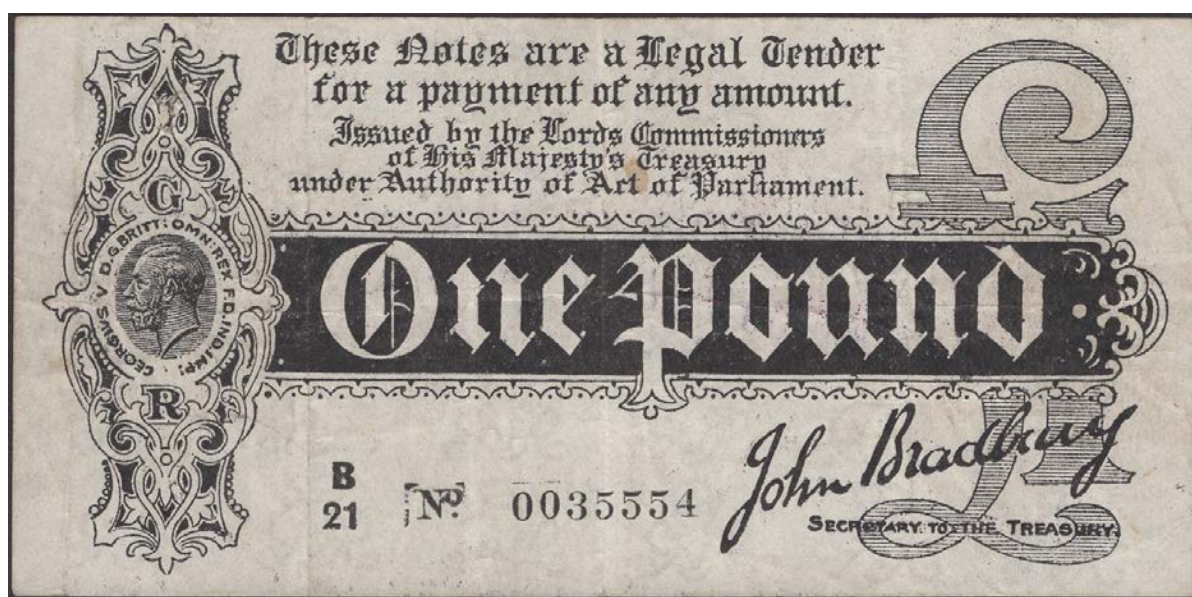 These Notes are a Legal Tender
for a payment of any amount.
Issued by the Lords Commissioners
of His Majesty's Treasury
under Authority of Act of Parliament.
£
G
GEORGIVS V D.G.BRITT:OMN:REX F.D.IND:IMP:
One Pound
R
£1
John Bradbury
B
21
Nº. 0035554
SECRETARY TO THE TREASURY.